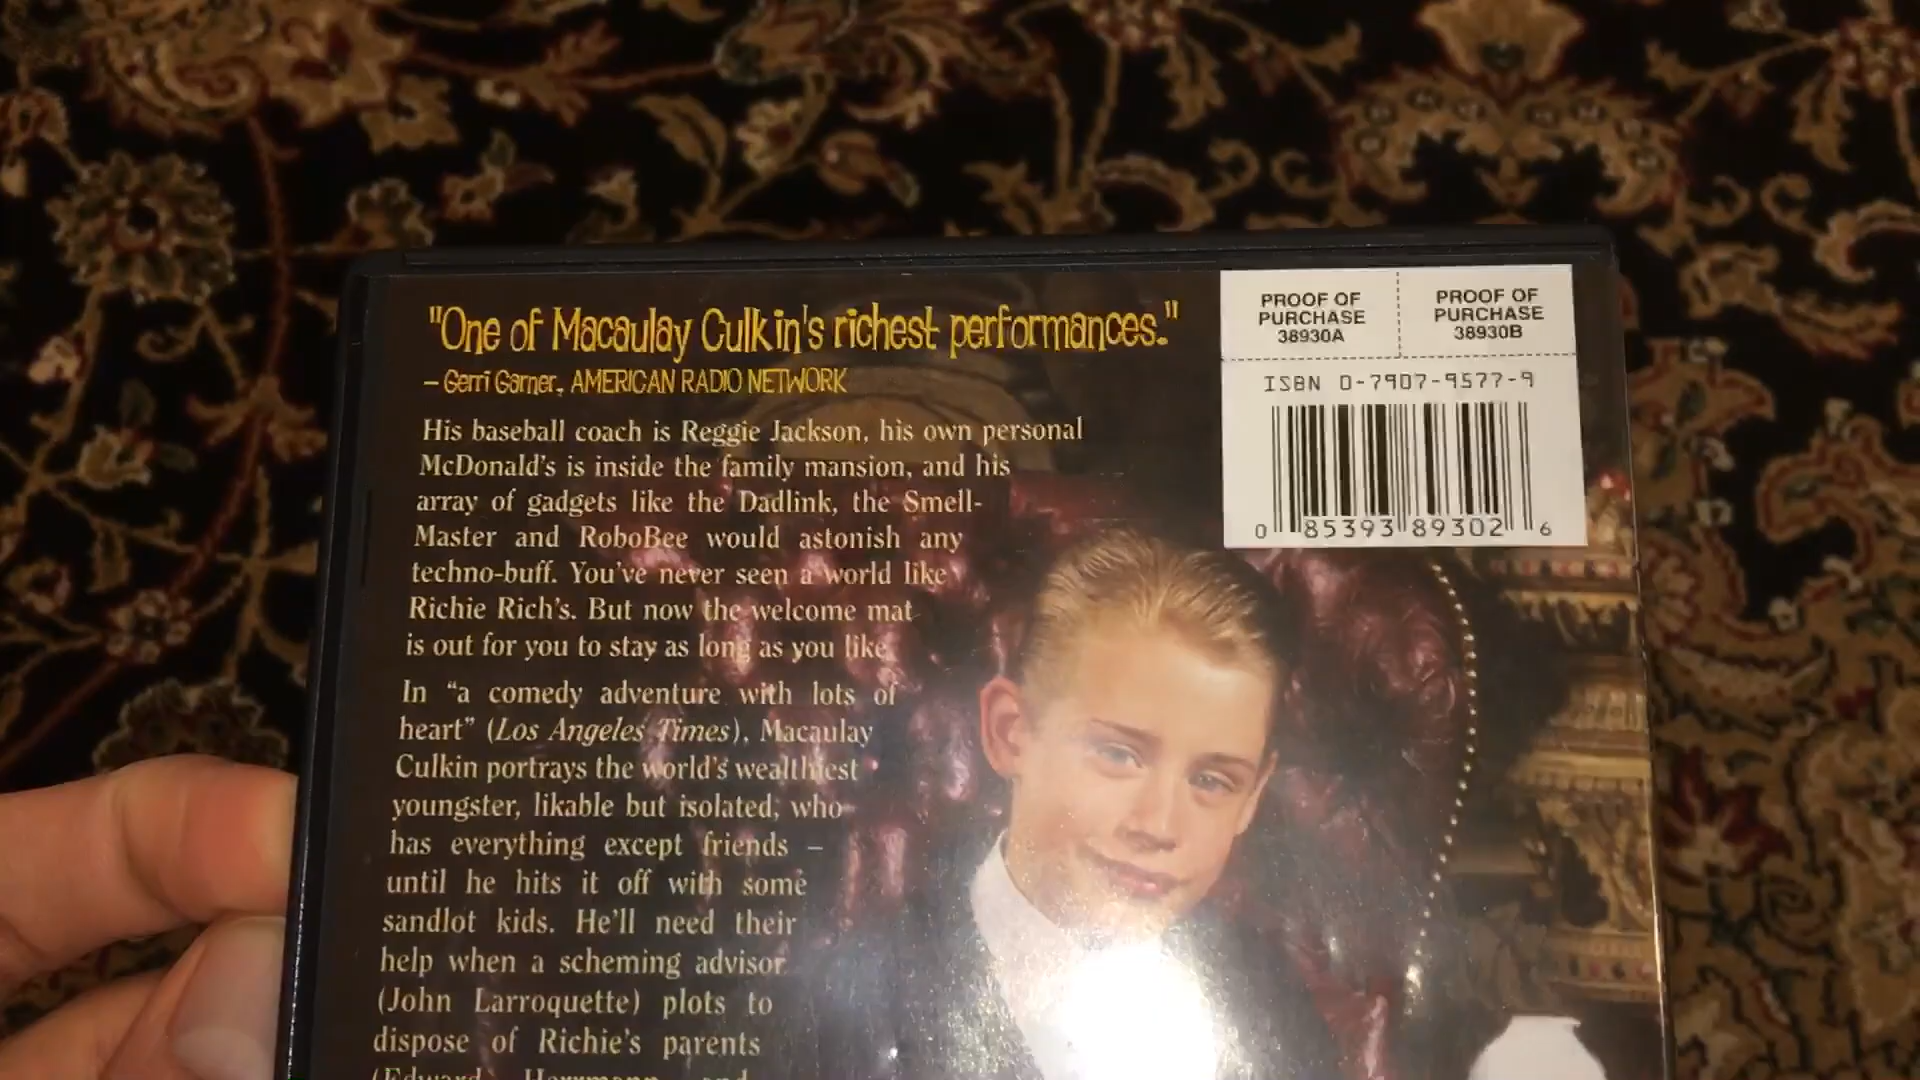 "One of Macaulay Culkin's richest performances."
– Gerri Garner, AMERICAN RADIO NETWORK
His baseball coach is Reggie Jackson, his own personal
McDonald's is inside the family mansion, and his
array of gadgets like the Dadlink, the Smell-
Master and RoboBee would astonish any
techno-buff. You've never seen a world like
Richie Rich's. But now the welcome mat
is out for you to stay as long as you like.
In “a comedy adventure with lots of
heart” (Los Angeles Times), Macaulay
Culkin portrays the world's wealthiest
youngster, likable but isolated, who
has everything except friends –
until he hits it off with some
sandlot kids. He'll need their
help when a scheming advisor
(John Larroquette) plots to
dispose of Richie's parents
(Edward Herrmann and
PROOF OF
PURCHASE
38930A
PROOF OF
PURCHASE
38930B
ISBN 0-7907-9577-9
0 85393 89302 6